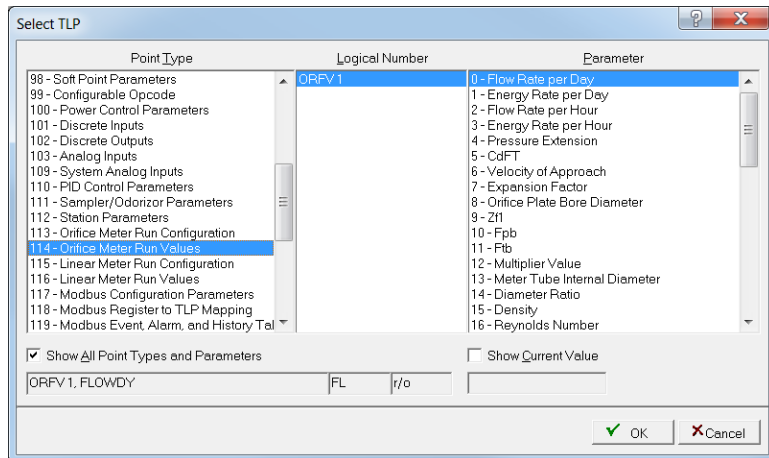 Select TLP
Point Type
98 - Soft Point Parameters
99 - Configurable Opcode
100 - Power Control Parameters
101 - Discrete Inputs
102 - Discrete Outputs
103 - Analog Inputs
109 - System Analog Inputs
110 - PID Control Parameters
111 - Sampler/Odorizor Parameters
112 - Station Parameters
113 - Orifice Meter Run Configuration
114 - Orifice Meter Run Values
115 - Linear Meter Run Configuration
116 - Linear Meter Run Values
117 - Modbus Configuration Parameters
118 - Modbus Register to TLP Mapping
119 - Modbus Event, Alarm, and History Tal
Logical Number
ORFV 1
Parameter
0 - Flow Rate per Day
1 - Energy Rate per Day
2 - Flow Rate per Hour
3 - Energy Rate per Hour
4 - Pressure Extension
5 - CdFT
6 - Velocity of Approach
7 - Expansion Factor
8 - Orifice Plate Bore Diameter
9 - Zf1
10 - Fpb
11 - Ftb
12 - Multiplier Value
13 - Meter Tube Internal Diameter
14 - Diameter Ratio
15 - Density
16 - Reynolds Number
Show All Point Types and Parameters
Show Current Value
ORFV 1, FLOWDY
FL
r/o
OK
Cancel